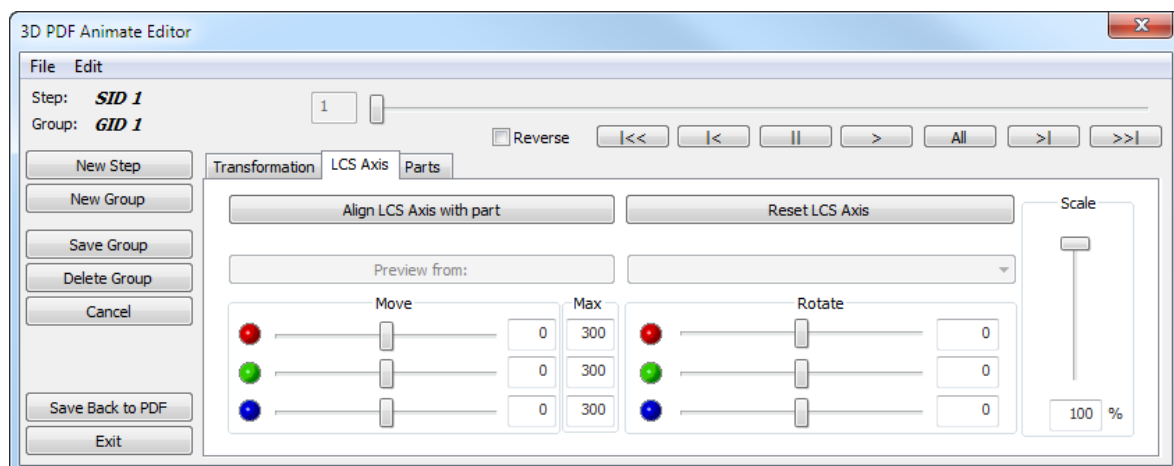 3D PDF Animate Editor
File Edit
Step: SID 1
1
Group: GID 1
Reverse |<< |< || > All >| >>|
New Step
Transformation LCS Axis Parts
New Group
Align LCS Axis with part Reset LCS Axis Scale
Save Group
Delete Group
Preview from:
Cancel
Move Max Rotate
0 300 0
0 300 0
0 300 0
100 %
Save Back to PDF
Exit